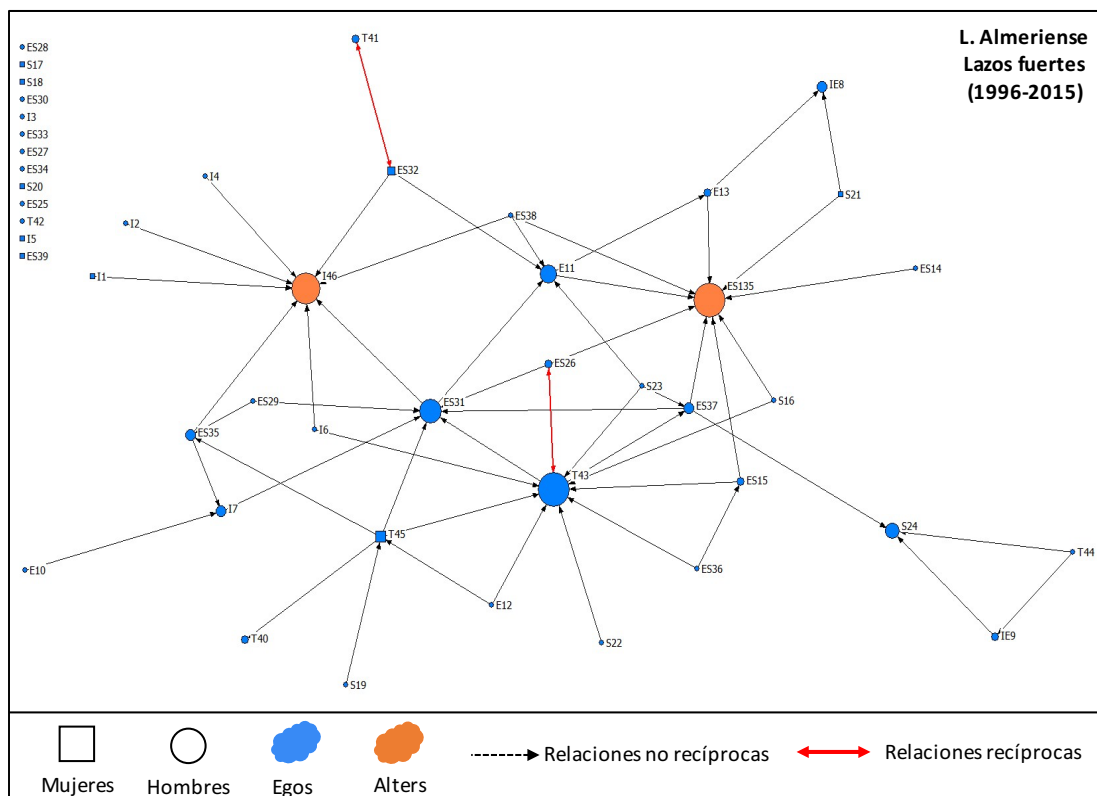 L. Almeriense
Lazos fuertes
(1996-2015)
ES28
S17
S18
ES30
I3
ES33
ES27
ES34
S20
ES25
T42
I5
ES39
T41
IE8
ES32
I4
E13
S21
ES38
I2
E11
ES14
I1
I46
ES135
ES26
S23
ES29
ES31
ES37
S16
ES35
I6
T43
ES15
I7
S24
T45
T44
E10
ES36
E12
T40
S22
IE9
S19
Relaciones no recíprocas
Relaciones recíprocas
Mujeres
Hombres
Egos
Alters